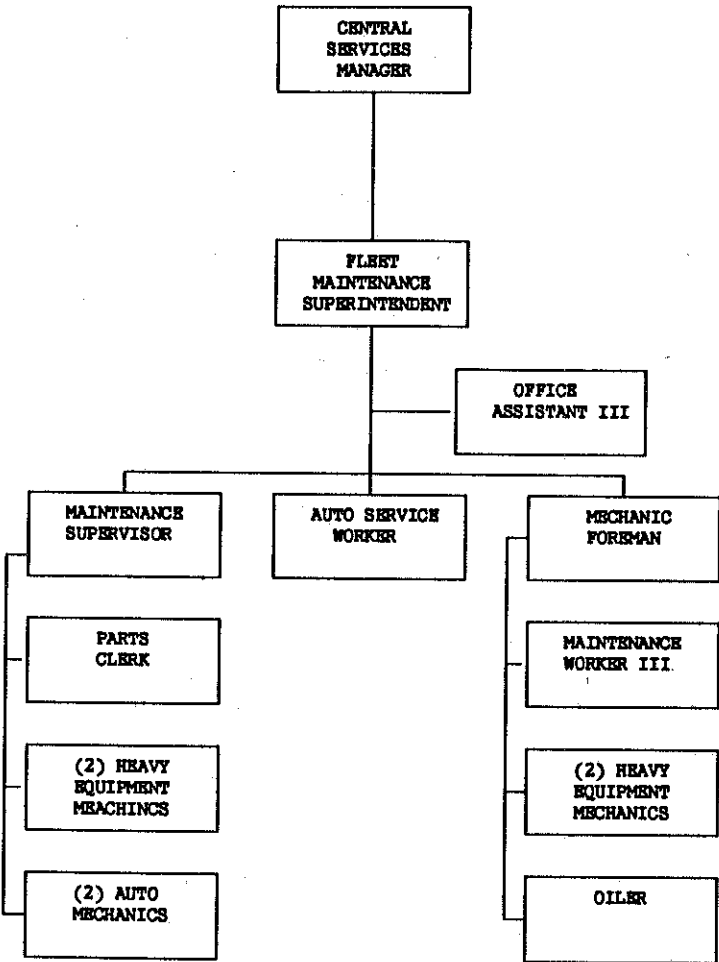 CENTRAL
SERVICES
MANAGER
FLEET
MAINTENANCE
SUPERINTENDENT
OFFICE
ASSISTANT III
MAINTENANCE
SUPERVISOR
AUTO SERVICE
WORKER
MECHANIC
FOREMAN
PARTS
CLERK
MAINTENANCE
WORKER III
(2) HEAVY
EQUIPMENT
MEACHINCS
(2) HEAVY
EQUIPMENT
MECHANICS
(2) AUTO
MECHANICS
OILER